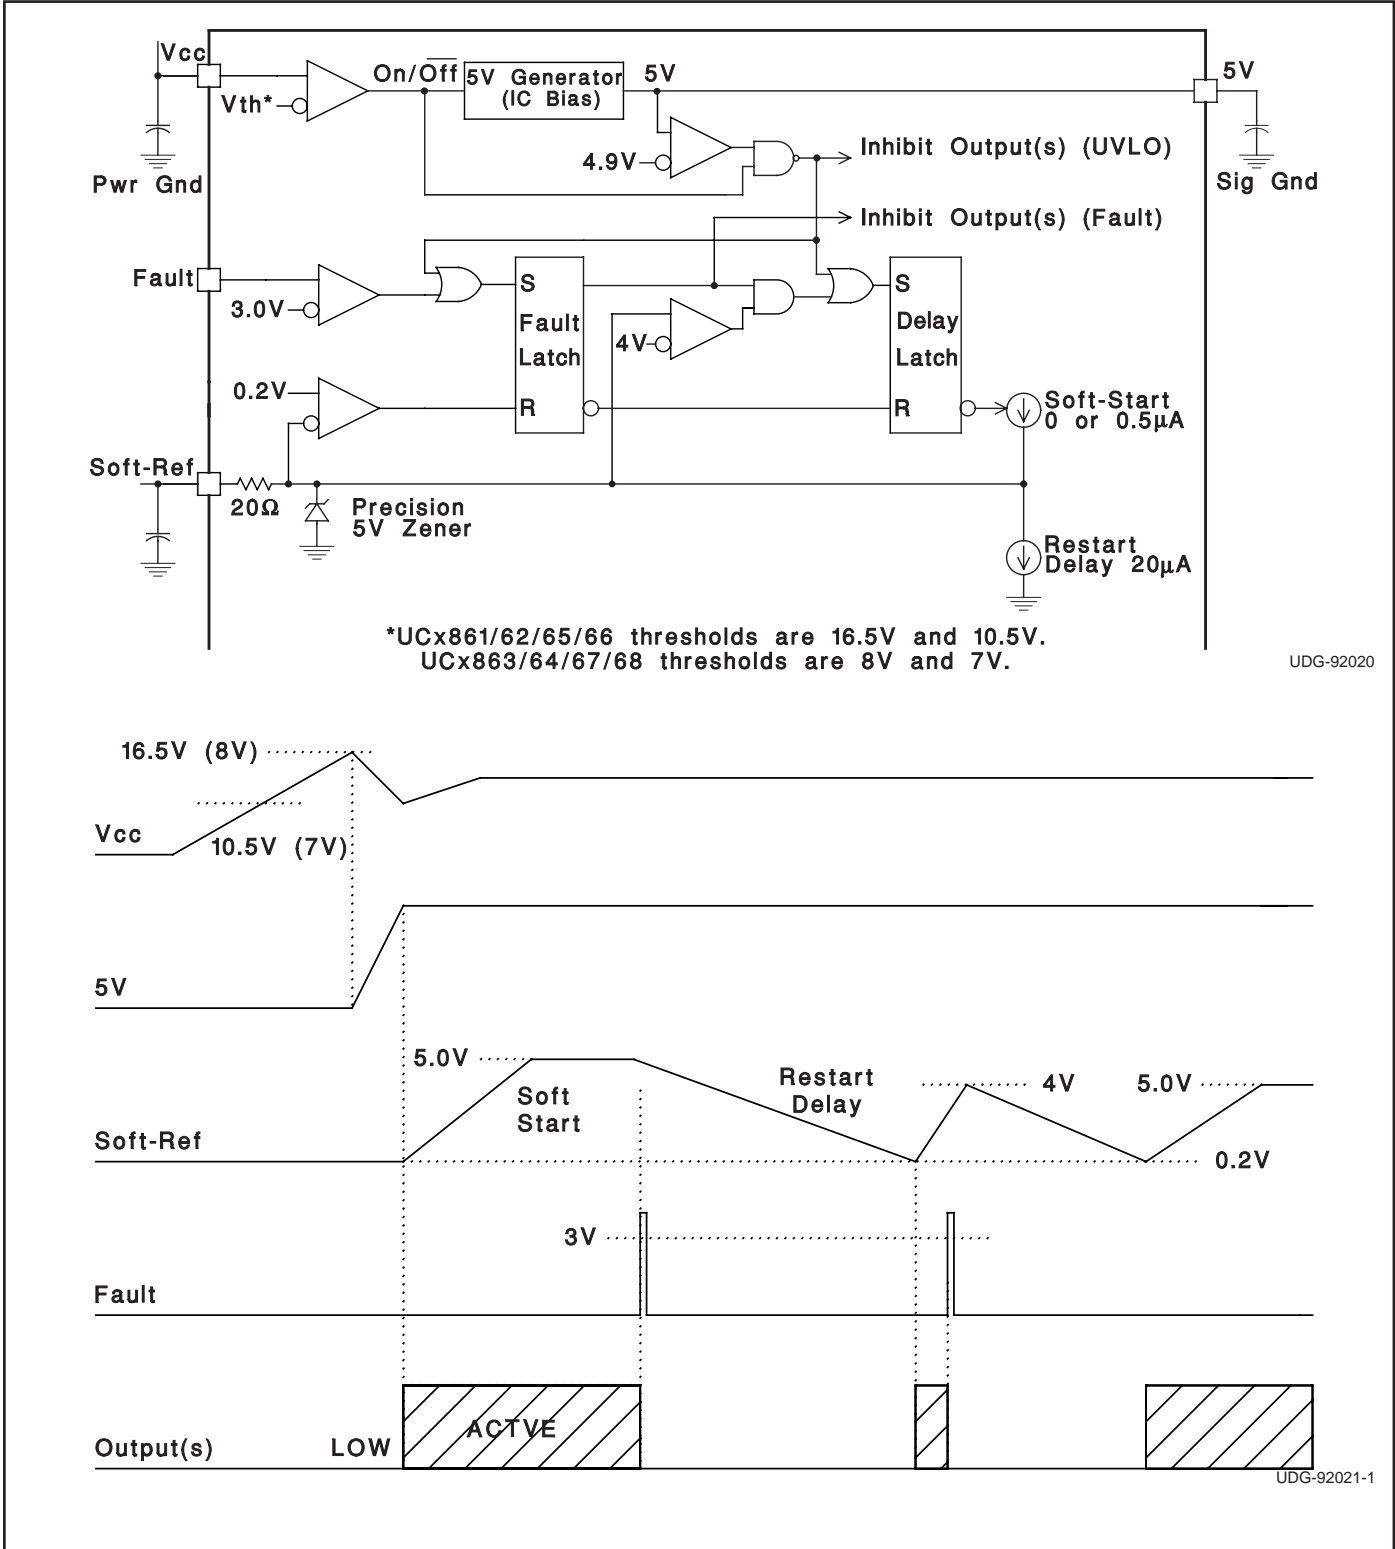 Vcc
On/Off
5V Generator
(IC Bias)
5V
5V
Vth*
4.9V
Inhibit Output(s) (UVLO)
Pwr Gnd
Sig Gnd
Inhibit Output(s) (Fault)
Fault
3.0V
S
Fault
Latch
R
4V
S
Delay
Latch
R
0.2V
Soft-Start
0 or 0.5μA
Soft-Ref
20Ω
Precision
5V Zener
Restart
Delay 20μA
*UCx861/62/65/66 thresholds are 16.5V and 10.5V.
UCx863/64/67/68 thresholds are 8V and 7V.
UDG-92020
16.5V (8V)
Vcc
10.5V (7V)
5V
5.0V
Soft
Start
Restart
Delay
4V
5.0V
Soft-Ref
0.2V
3V
Fault
ACTVE
Output(s)
LOW
UDG-92021-1